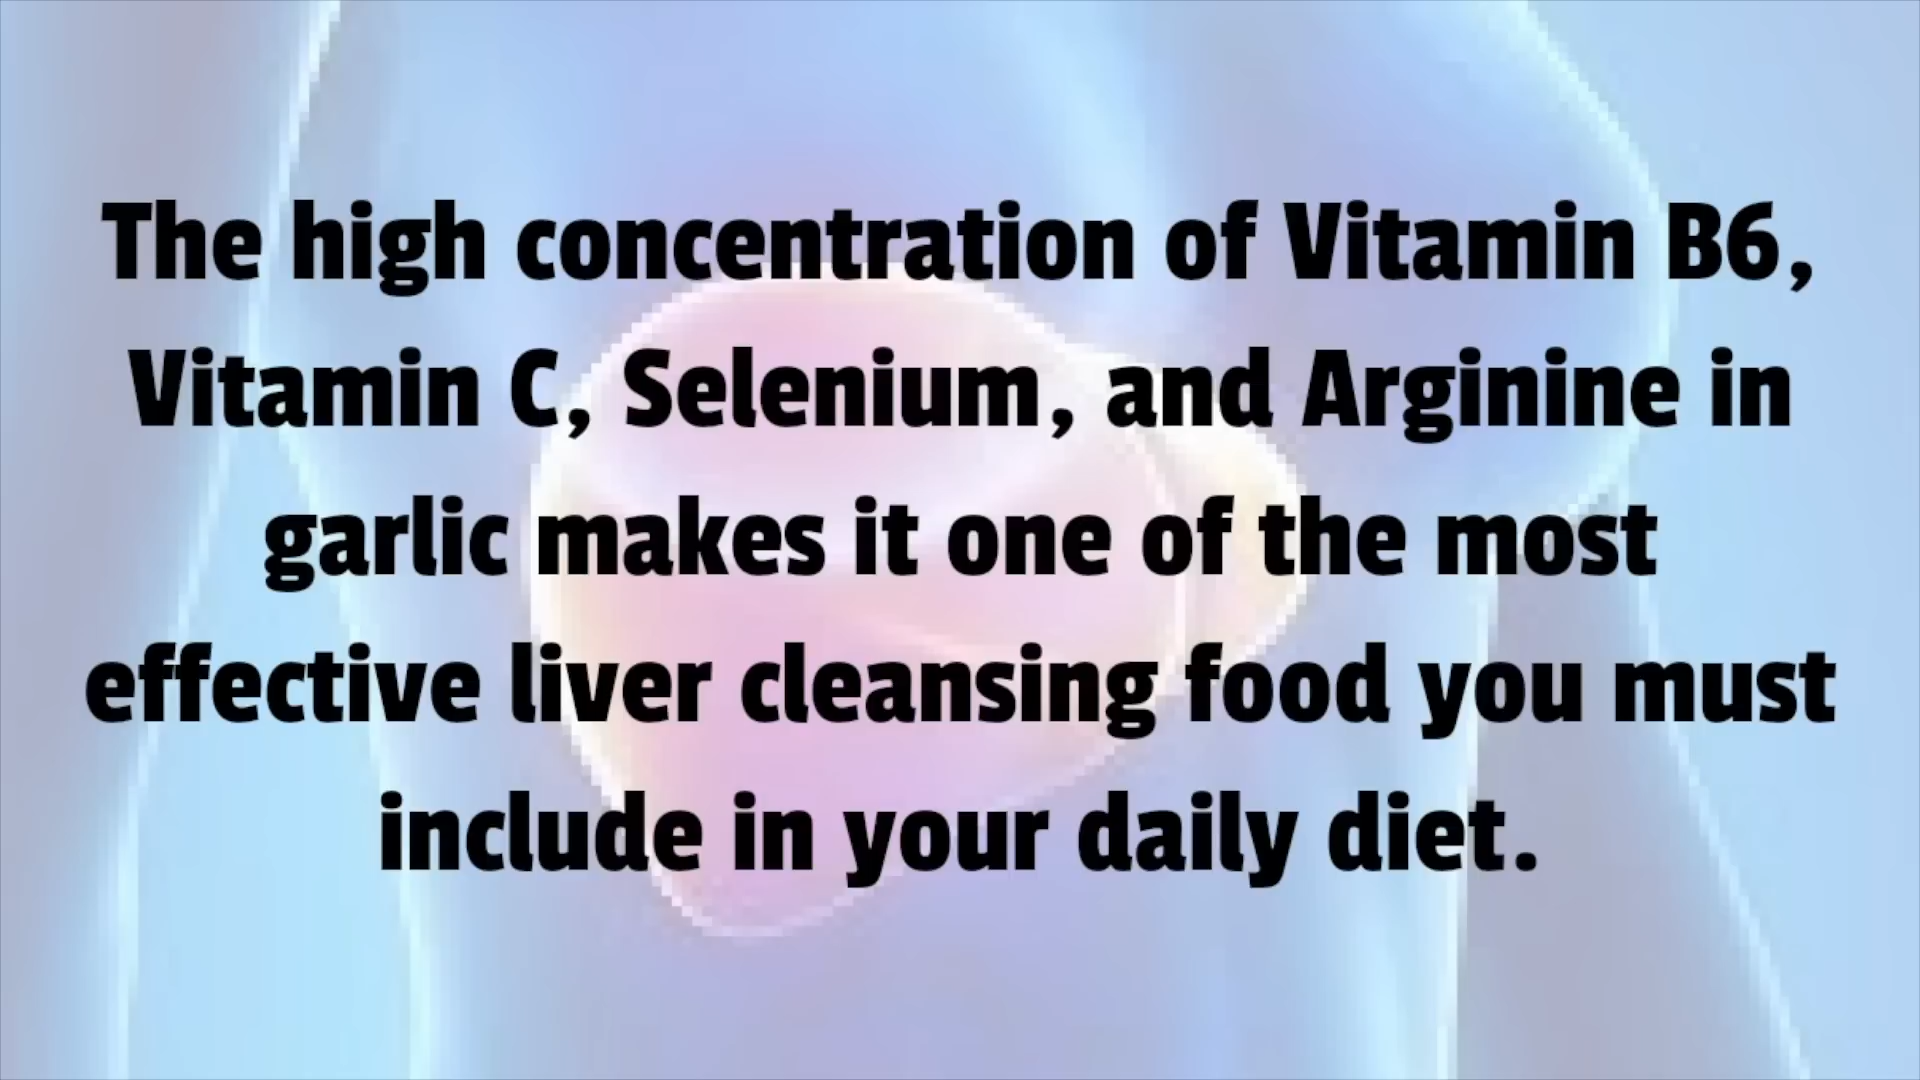 The high concentration of Vitamin B6,
Vitamin C, Selenium, and Arginine in
garlic makes it one of the most
effective liver cleansing food you must
include in your daily diet.